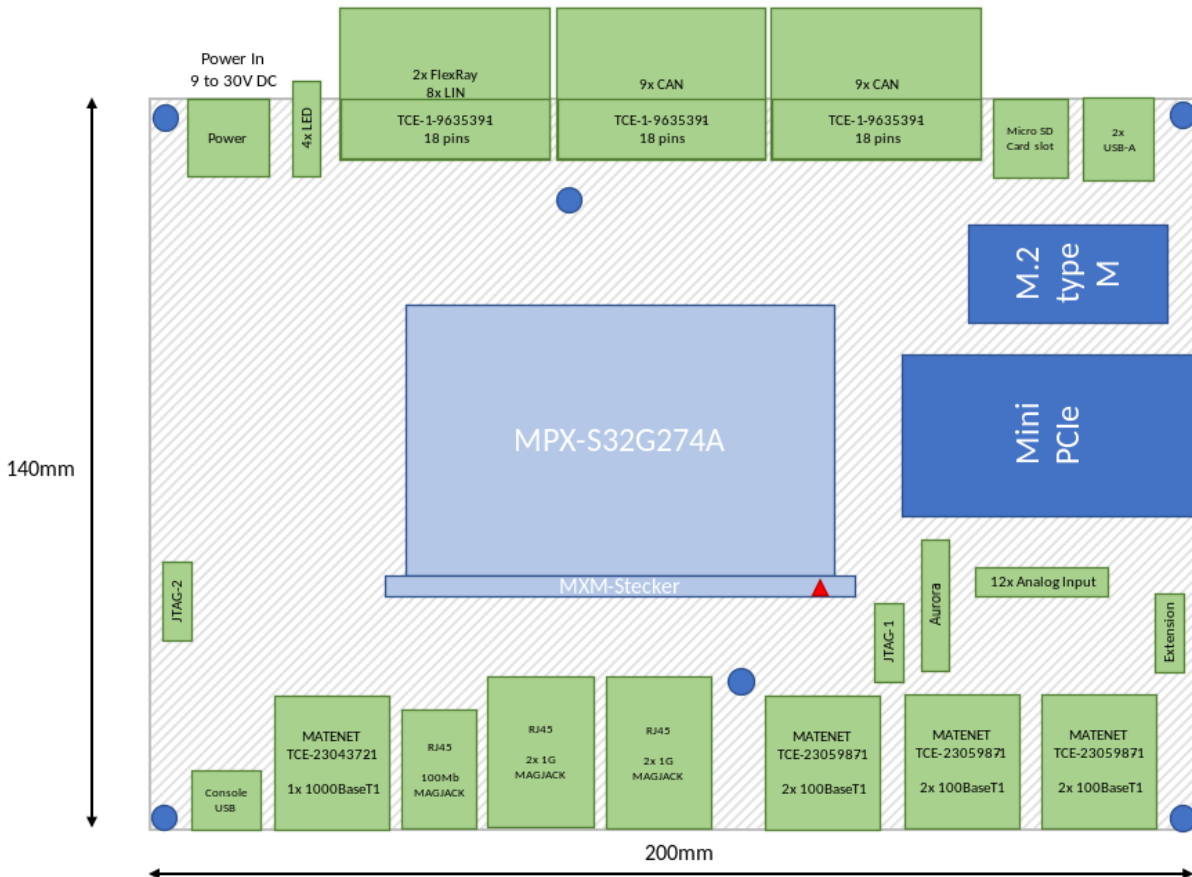 Power In
9 to 30V DC
Power
4x LED
2x FlexRay
8x LIN
TCE-1-9635391
18 pins
9x CAN
TCE-1-9635391
18 pins
9x CAN
TCE-1-9635391
18 pins
Micro SD
Card slot
2x
USB-A
M.2
type
M
Mini
PCIe
MPX-S32G274A
MXM-Stecker
140mm
JTAG-2
JTAG-1
Aurora
12x Analog Input
Extension
Console
USB
MATENET
TCE-23043721
1x 1000BaseT1
RJ45
100Mb
MAGJACK
RJ45
2x 1G
MAGJACK
RJ45
2x 1G
MAGJACK
MATENET
TCE-23059871
2x 100BaseT1
MATENET
TCE-23059871
2x 100BaseT1
MATENET
TCE-23059871
2x 100BaseT1
200mm